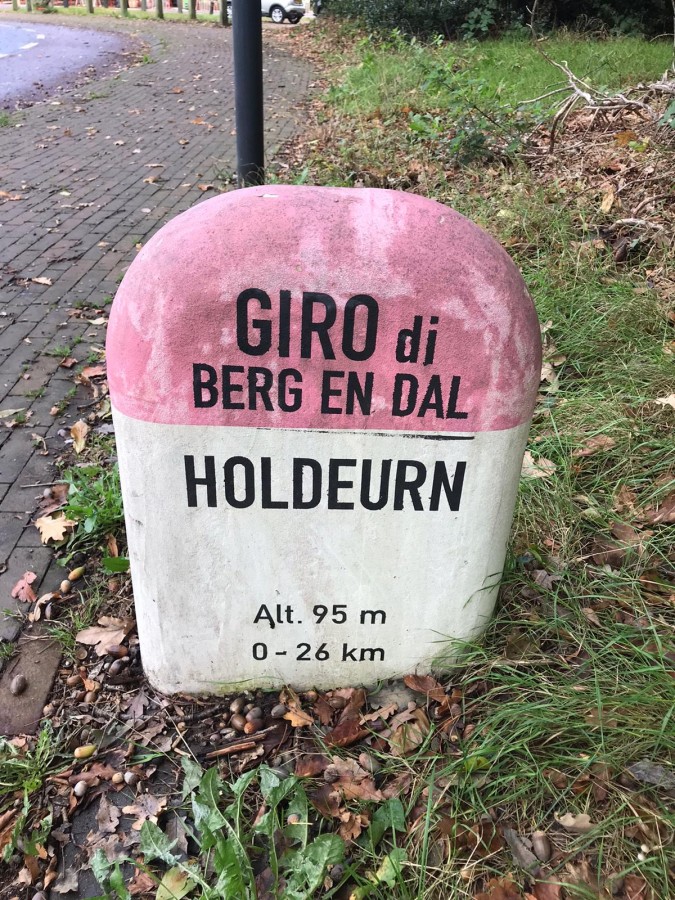 GIRO di
BERG EN DAL
HOLDEURN
Alt. 95 m
0 - 26 km